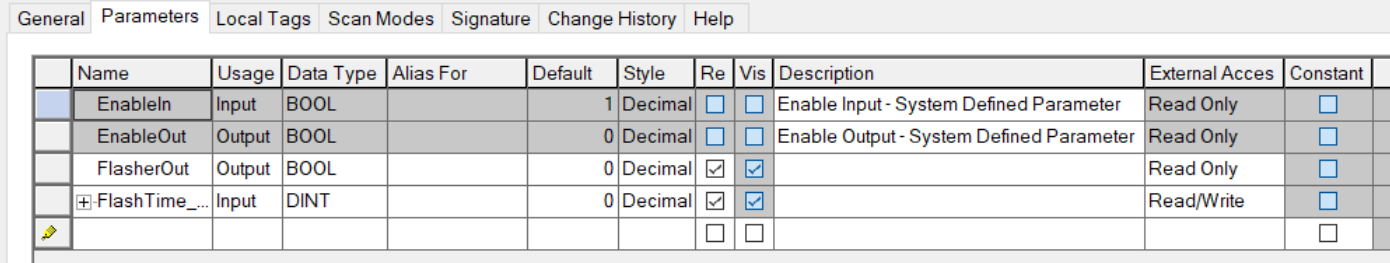 General Parameters Local Tags Scan Modes Signature Change History Help
Name Usage Data Type Alias For Default Style Re Vis Description External Acces Constant
EnableIn Input BOOL 1 Decimal Enable Input - System Defined Parameter Read Only
EnableOut Output BOOL 0 Decimal Enable Output - System Defined Parameter Read Only
FlasherOut Output BOOL 0 Decimal Read Only
FlashTime_... Input DINT 0 Decimal Read/Write